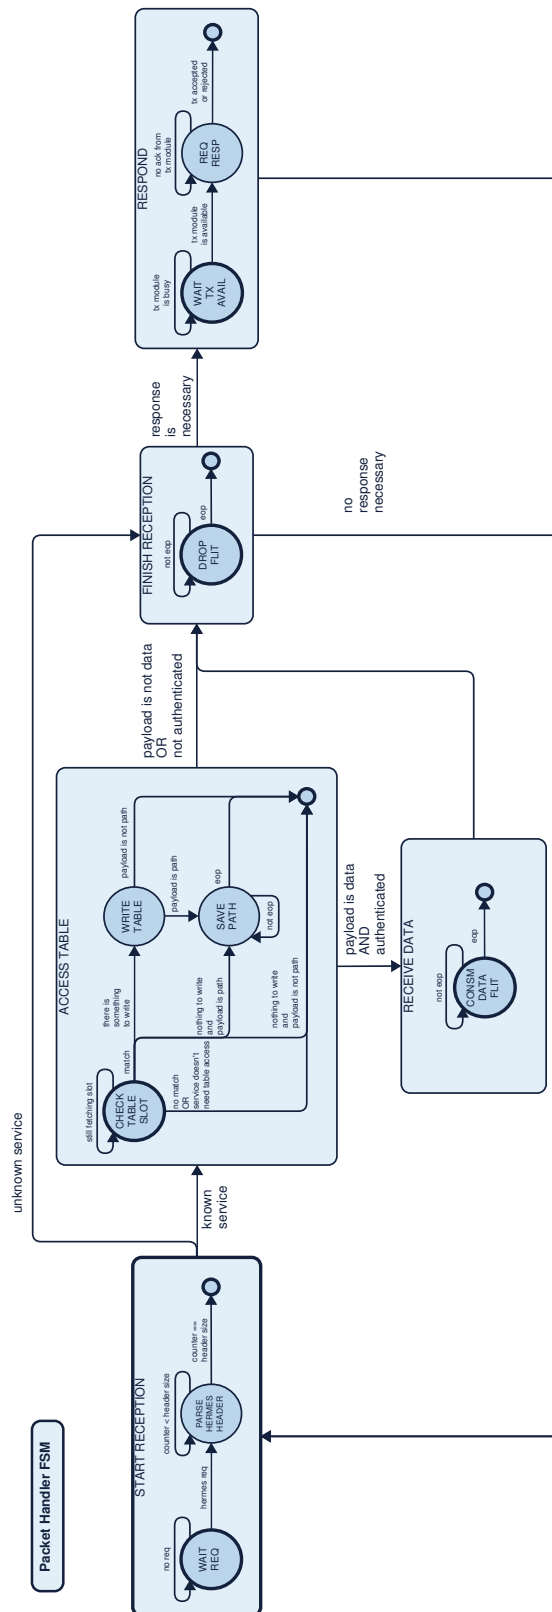 Packet Handler FSM
START RECEPTION
no req
WAIT
REQ
hermes req
counter < header size
PARSE
HERMES
HEADER
counter ==
header size
unknown service
known
service
ACCESS TABLE
still fetching slot
CHECK
TABLE
SLOT
match
there is
something
to write
no match
OR
service doesn't
need table access
nothing to write
and
payload is path
nothing to write
and
payload is not path
WRITE
TABLE
payload is not path
payload is path
SAVE
PATH
eop
not eop
payload is data
AND
authenticated
RECEIVE DATA
not eop
CONSM
DATA
FLIT
eop
payload is not data
OR
not authenticated
FINISH RECEPTION
not eop
DROP
FLIT
eop
no
response
necessary
response
is
necessary
RESPOND
tx module
is busy
WAIT
TX
AVAIL
tx module
is available
no ack from
tx module
REQ
RESP
tx accepted
or rejected